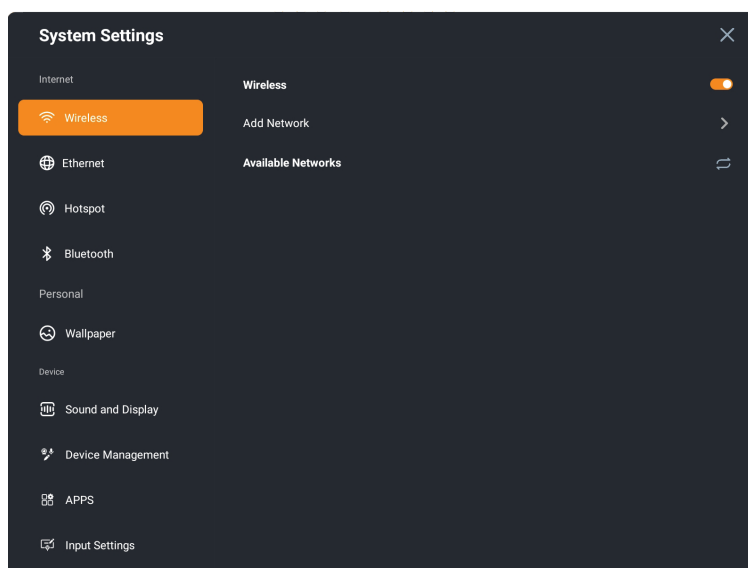 System Settings
Internet
Wireless
Ethernet
Hotspot
Bluetooth
Personal
Wallpaper
Device
Sound and Display
Device Management
APPS
Input Settings
Wireless
Add Network
Available Networks